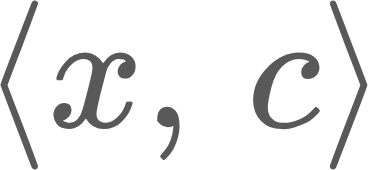 ⟨x, c⟩